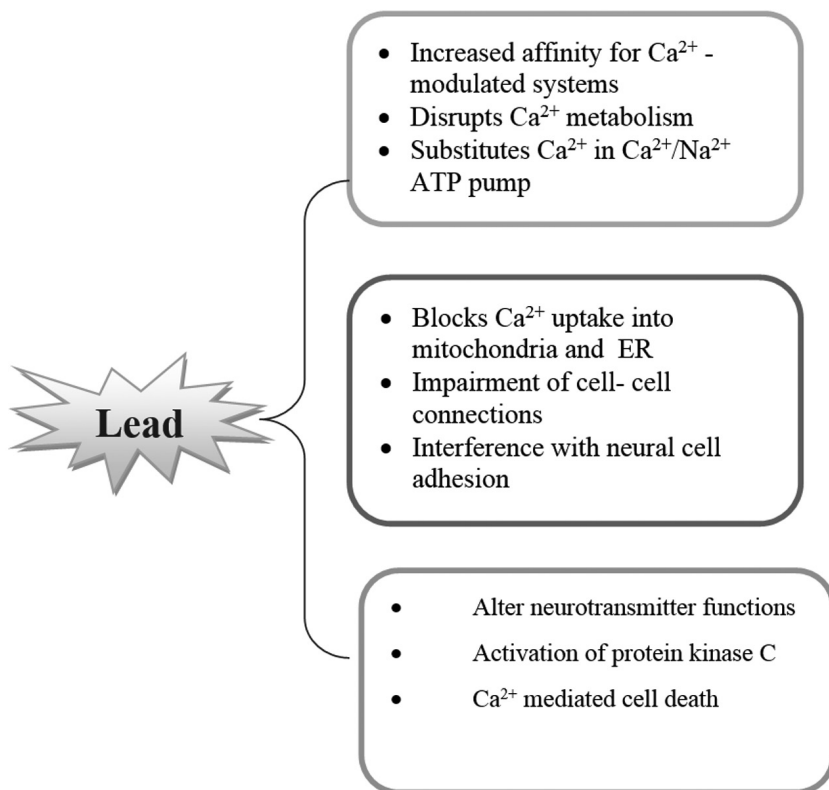 • Increased affinity for Ca²⁺ -
modulated systems
• Disrupts Ca²⁺ metabolism
• Substitutes Ca²⁺ in Ca²⁺/Na²⁺
ATP pump
• Blocks Ca²⁺ uptake into
mitochondria and ER
• Impairment of cell- cell
connections
• Interference with neural cell
adhesion
Lead
• Alter neurotransmitter functions
• Activation of protein kinase C
• Ca²⁺ mediated cell death